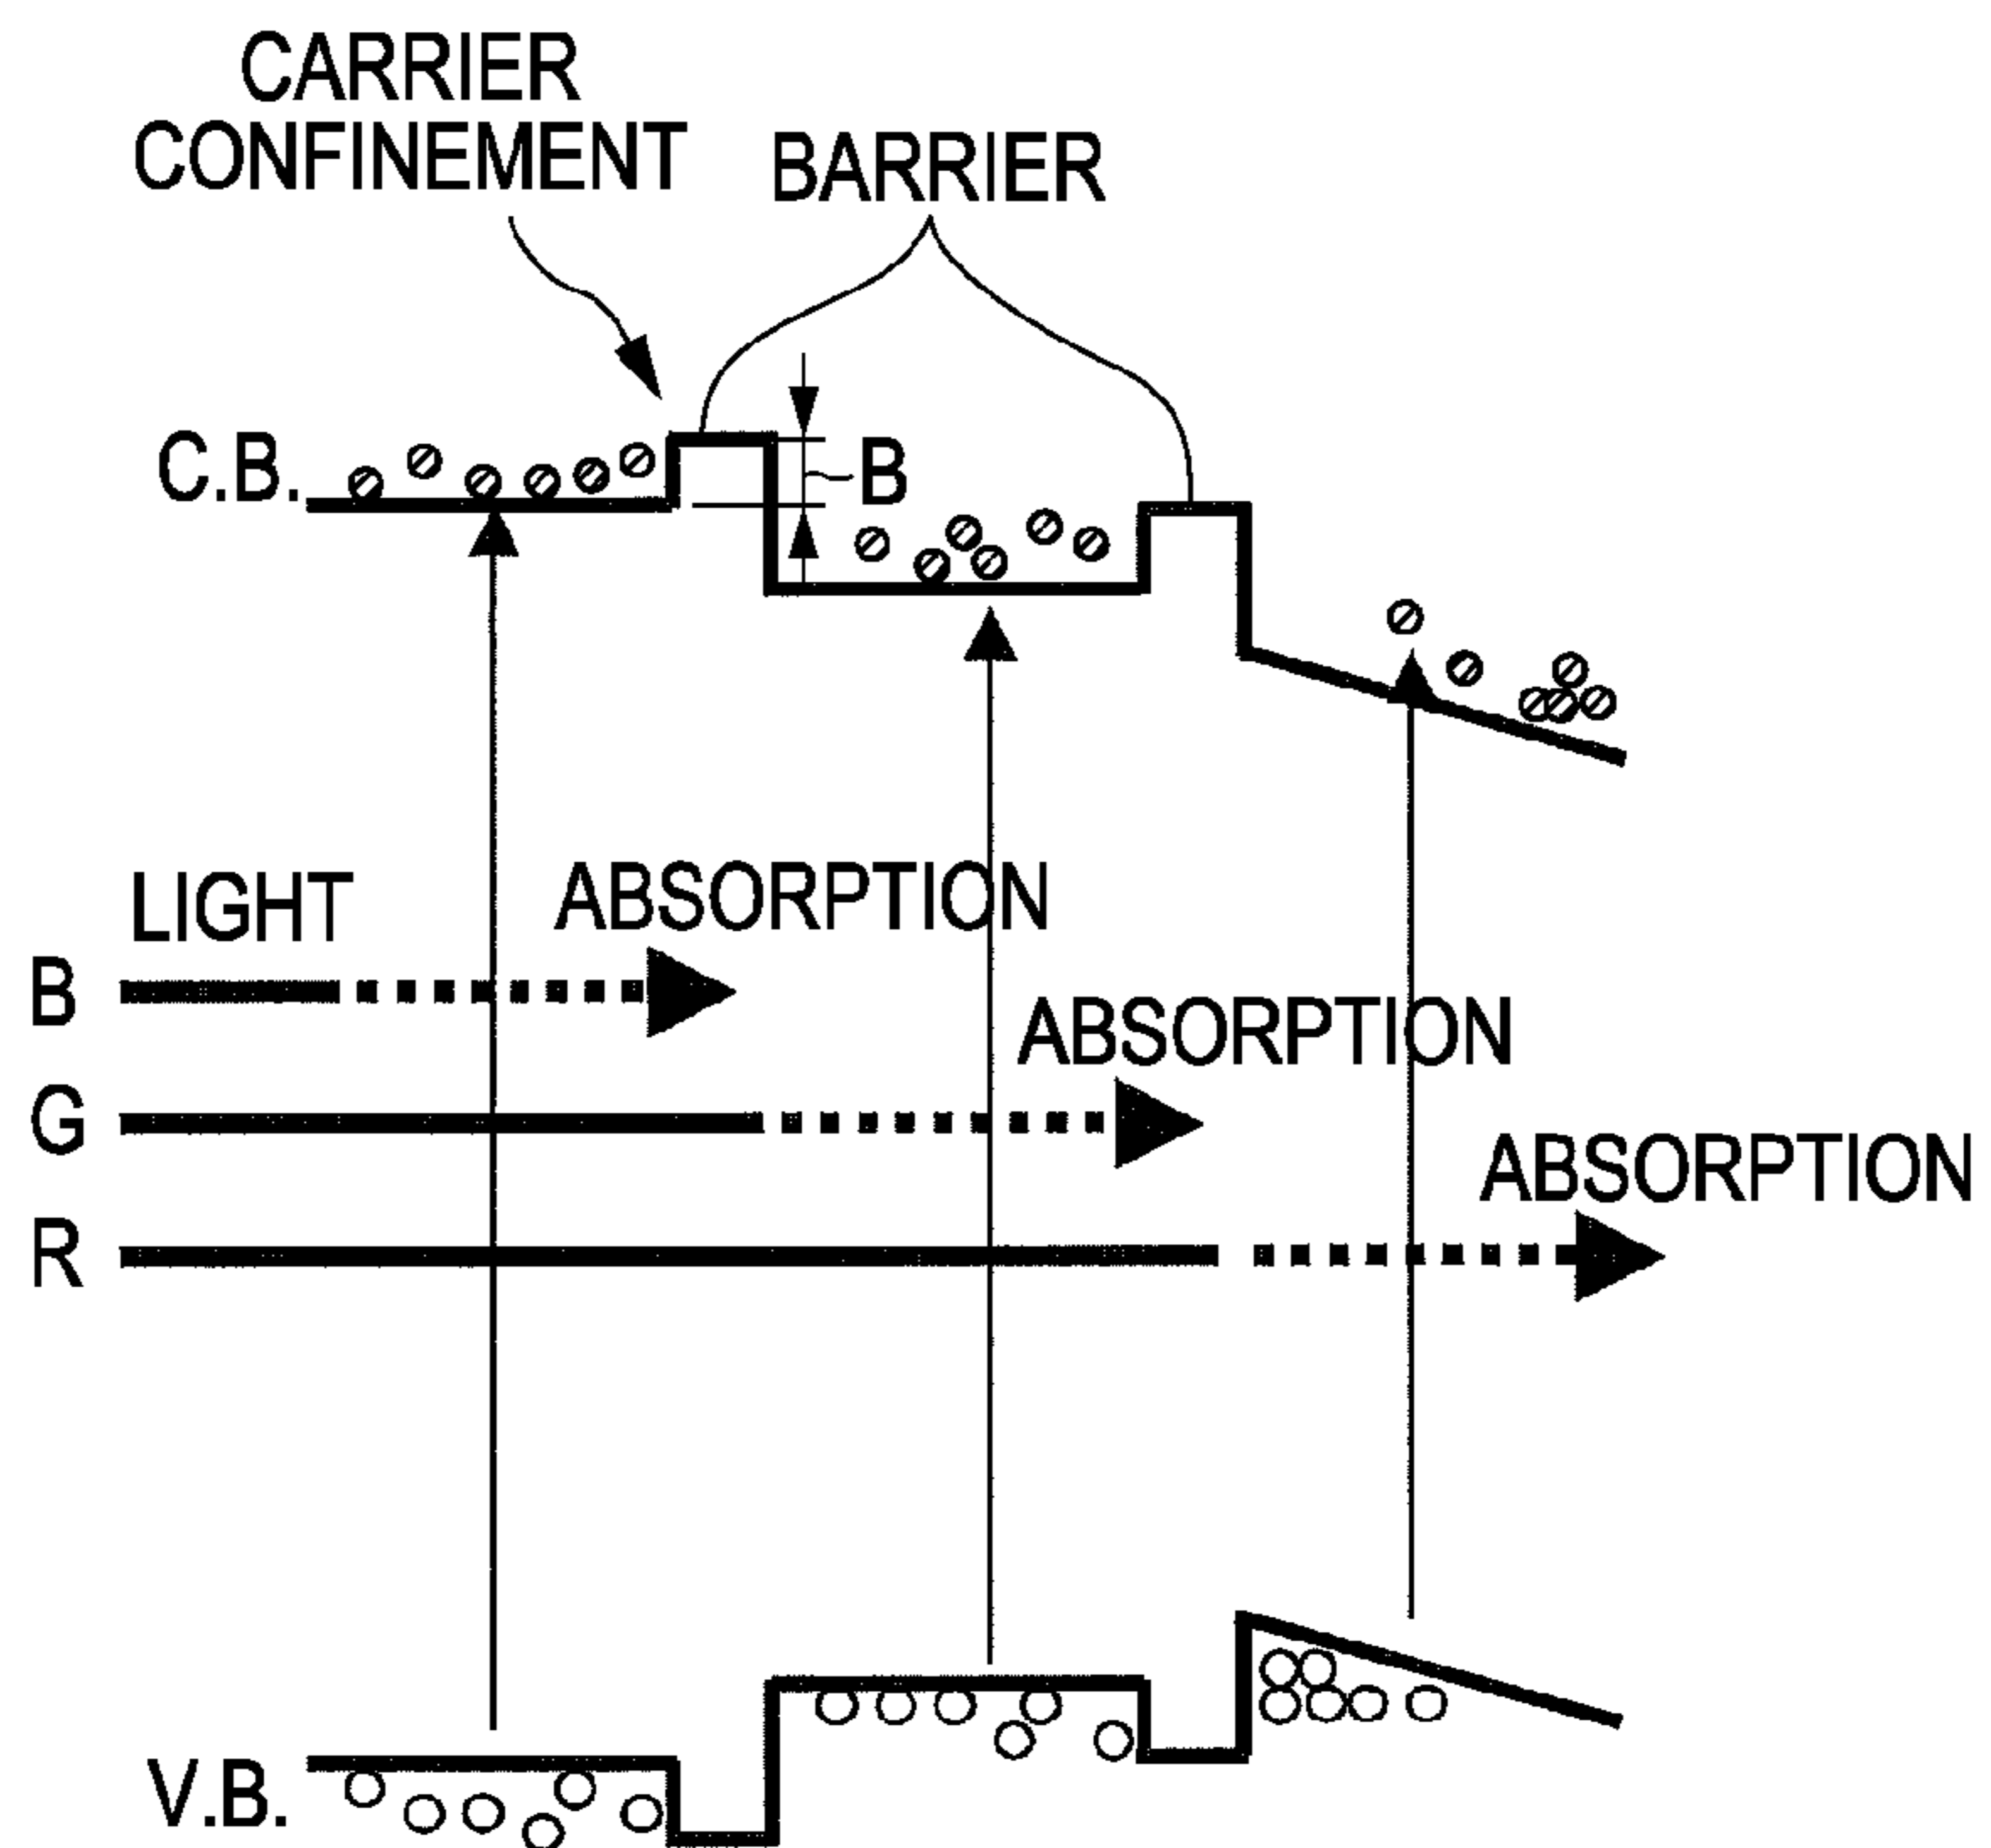 CARRIER
CONFINEMENT
BARRIER
C.B.
B
LIGHT
ABSORPTION
B
ABSORPTION
G
ABSORPTION
R
V.B.